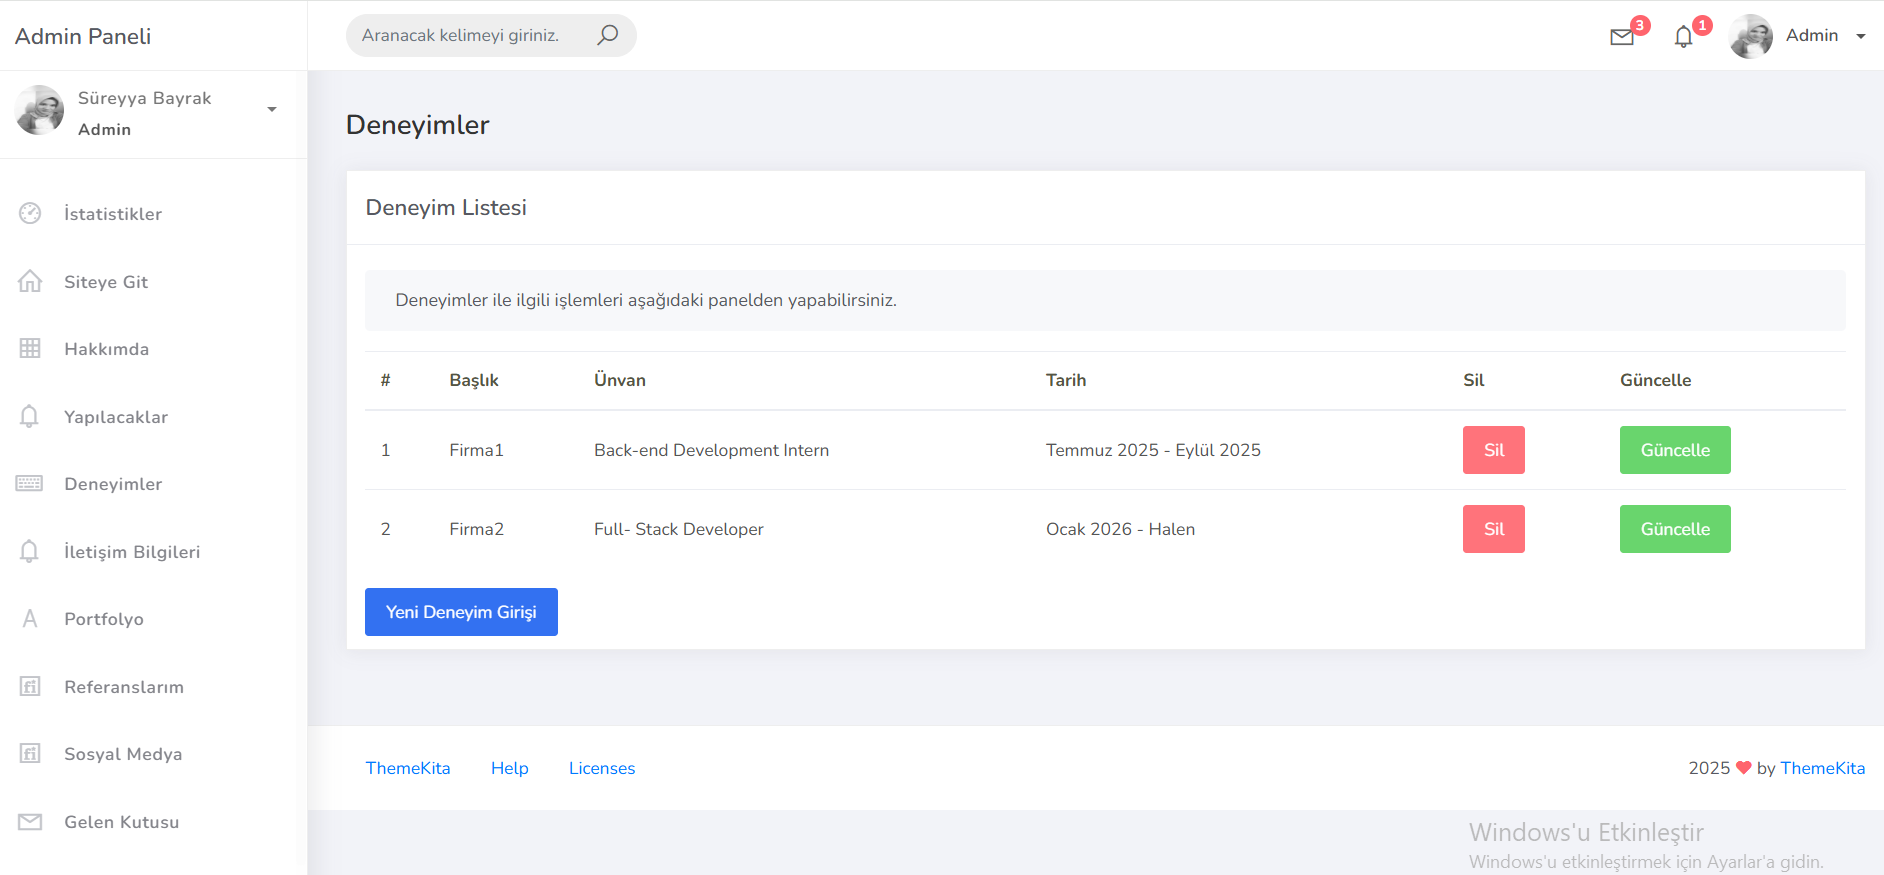 Admin Paneli
Aranacak kelimeyi giriniz.
3
1
Admin
Süreyya Bayrak
Admin
İstatistikler
Siteye Git
Hakkımda
Yapılacaklar
Deneyimler
İletişim Bilgileri
Portfolyo
Referanslarım
Sosyal Medya
Gelen Kutusu
Deneyimler
Deneyim Listesi
Deneyimler ile ilgili işlemleri aşağıdaki panelden yapabilirsiniz.
# Başlık Ünvan Tarih Sil Güncelle
1 Firma1 Back-end Development Intern Temmuz 2025 - Eylül 2025 Sil Güncelle
2 Firma2 Full- Stack Developer Ocak 2026 - Halen Sil Güncelle
Yeni Deneyim Girişi
ThemeKita Help Licenses
2025 ❤ by ThemeKita
Windows'u Etkinleştir
Windows'u etkinleştirmek için Ayarlar'a gidin.